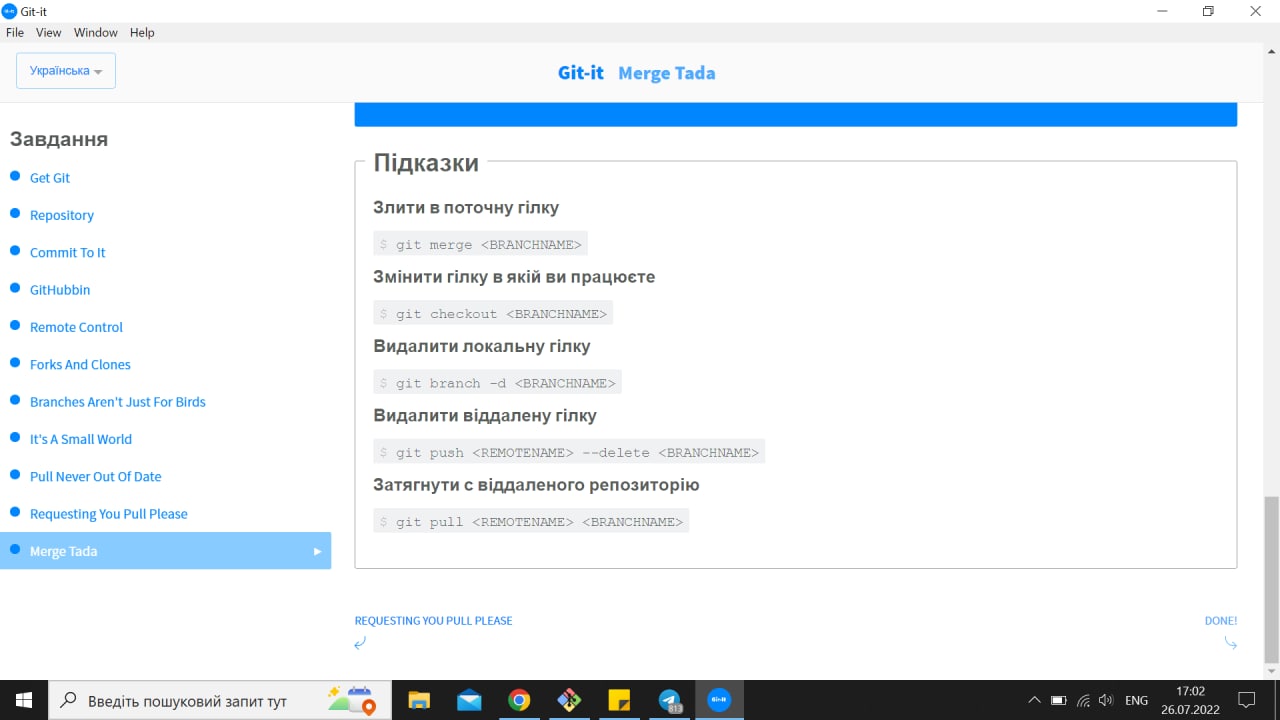 Git-it
File View Window Help
Українська
Git-it Merge Tada
Завдання
Get Git
Repository
Commit To It
GitHubbin
Remote Control
Forks And Clones
Branches Aren't Just For Birds
It's A Small World
Pull Never Out Of Date
Requesting You Pull Please
Merge Tada
Підказки
Злити в поточну гілку
$ git merge <BRANCHNAME>
Змінити гілку в якій ви працюєте
$ git checkout <BRANCHNAME>
Видалити локальну гілку
$ git branch -d <BRANCHNAME>
Видалити віддалену гілку
$ git push <REMOTENAME> --delete <BRANCHNAME>
Затягнути с віддаленого репозиторію
$ git pull <REMOTENAME> <BRANCHNAME>
REQUESTING YOU PULL PLEASE
DONE!
Введіть пошуковий запит тут
813
Git-it
ENG
17:02
26.07.2022